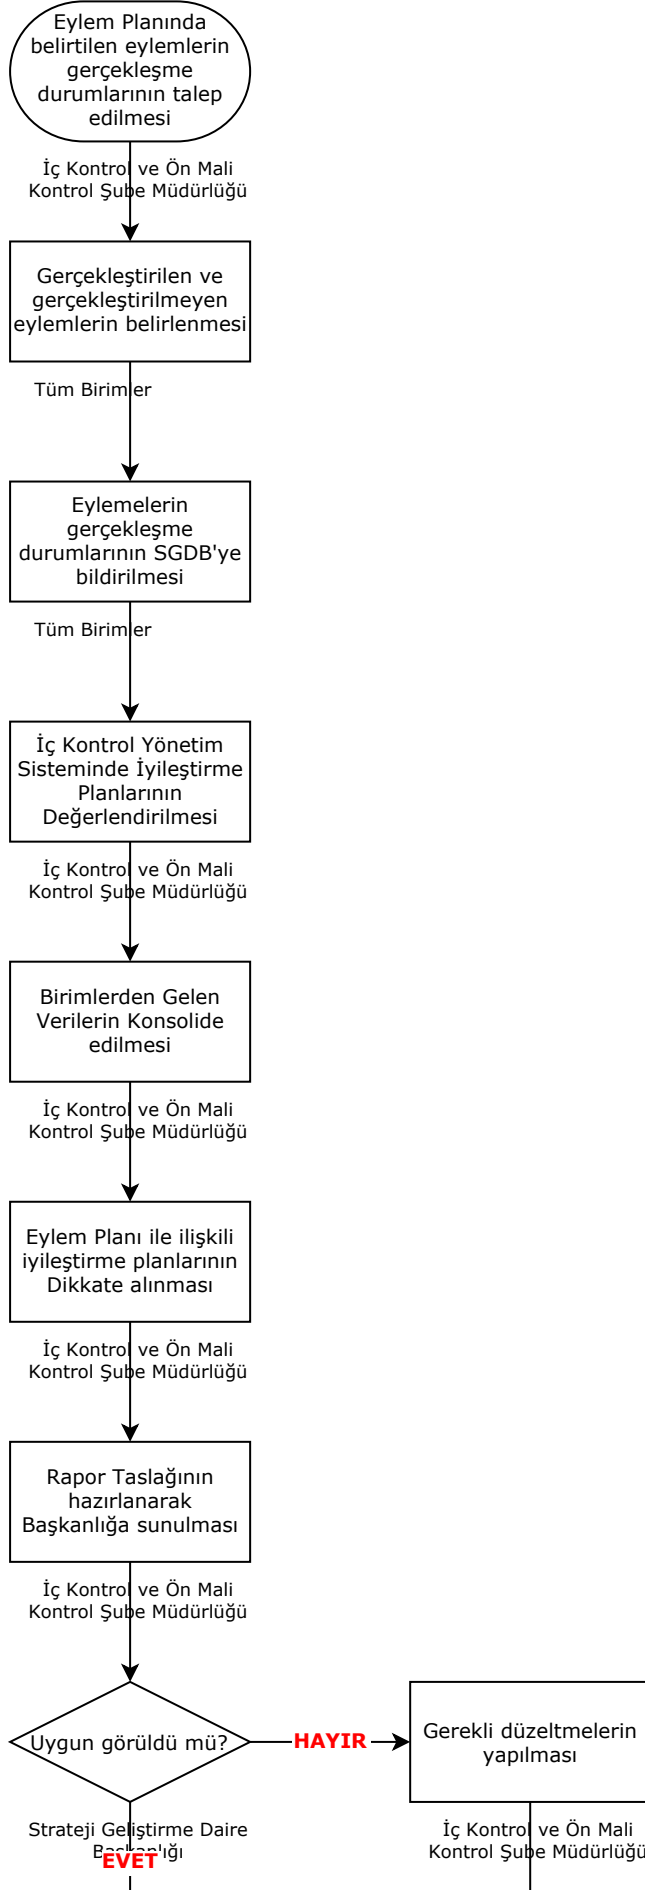 Eylem Planında
belirtilen eylemlerin
gerçekleşme
durumlarının talep
edilmesi
İç Kontrol ve Ön Mali
Kontrol Şube Müdürlüğü
Gerçekleştirilen ve
gerçekleştirilmeyen
eylemlerin belirlenmesi
Tüm Birimler
Eylemelerin
gerçekleşme
durumlarının SGDB'ye
bildirilmesi
Tüm Birimler
İç Kontrol Yönetim
Sisteminde İyileştirme
Planlarının
Değerlendirilmesi
İç Kontrol ve Ön Mali
Kontrol Şube Müdürlüğü
Birimlerden Gelen
Verilerin Konsolide
edilmesi
İç Kontrol ve Ön Mali
Kontrol Şube Müdürlüğü
Eylem Planı ile ilişkili
iyileştirme planlarının
Dikkate alınması
İç Kontrol ve Ön Mali
Kontrol Şube Müdürlüğü
Rapor Taslağının
hazırlanarak
Başkanlığa sunulması
İç Kontrol ve Ön Mali
Kontrol Şube Müdürlüğü
Uygun görüldü mü?
HAYIR
Gerekli düzeltmelerin
yapılması
Strateji Geliştirme Daire
Başkanlığı
EVET
İç Kontrol ve Ön Mali
Kontrol Şube Müdürlüğü